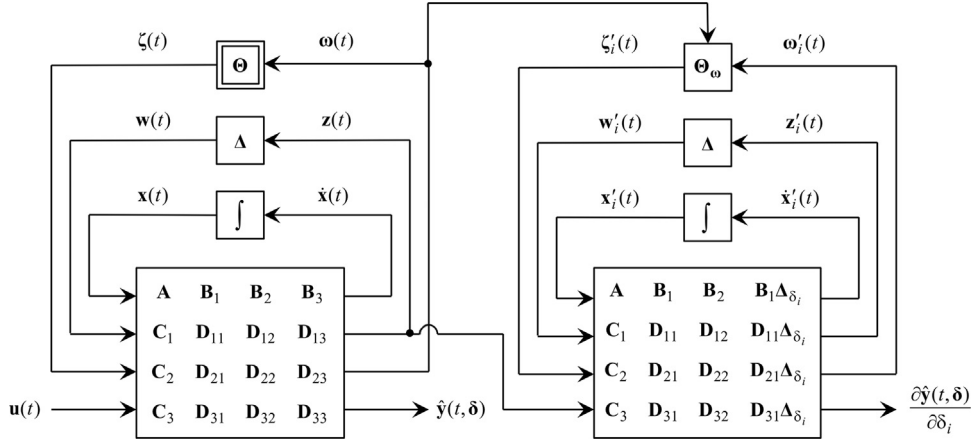 ζ(t) ω(t) ζ′ᵢ(t) ω′ᵢ(t)
Θ Θ_ω
w(t) z(t) w′ᵢ(t) z′ᵢ(t)
Δ Δ
x(t) ẋ(t) x′ᵢ(t) ẋ′ᵢ(t)
∫ ∫
A B₁ B₂ B₃ A B₁ B₂ B₁Δ_δᵢ
C₁ D₁₁ D₁₂ D₁₃ C₁ D₁₁ D₁₂ D₁₁Δ_δᵢ
C₂ D₂₁ D₂₂ D₂₃ C₂ D₂₁ D₂₂ D₂₁Δ_δᵢ
u(t) C₃ D₃₁ D₃₂ D₃₃ ŷ(t, δ) C₃ D₃₁ D₃₂ D₃₁Δ_δᵢ ∂ŷ(t, δ)
∂δᵢ